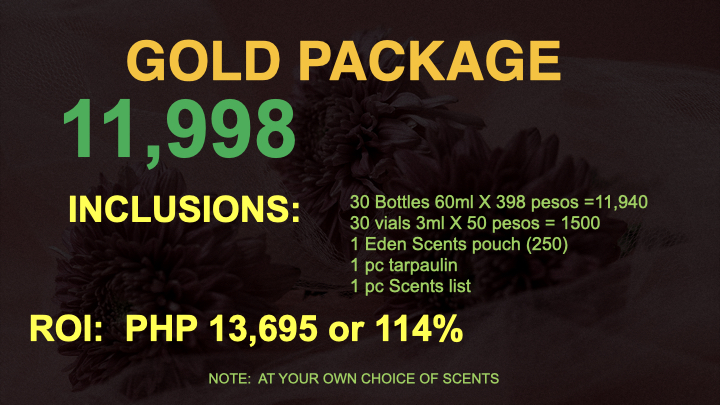 GOLD PACKAGE
11,998
INCLUSIONS:
30 Bottles 60ml X 398 pesos =11,940
30 vials 3ml X 50 pesos = 1500
1 Eden Scents pouch (250)
1 pc tarpaulin
1 pc Scents list
ROI: PHP 13,695 or 114%
NOTE: AT YOUR OWN CHOICE OF SCENTS